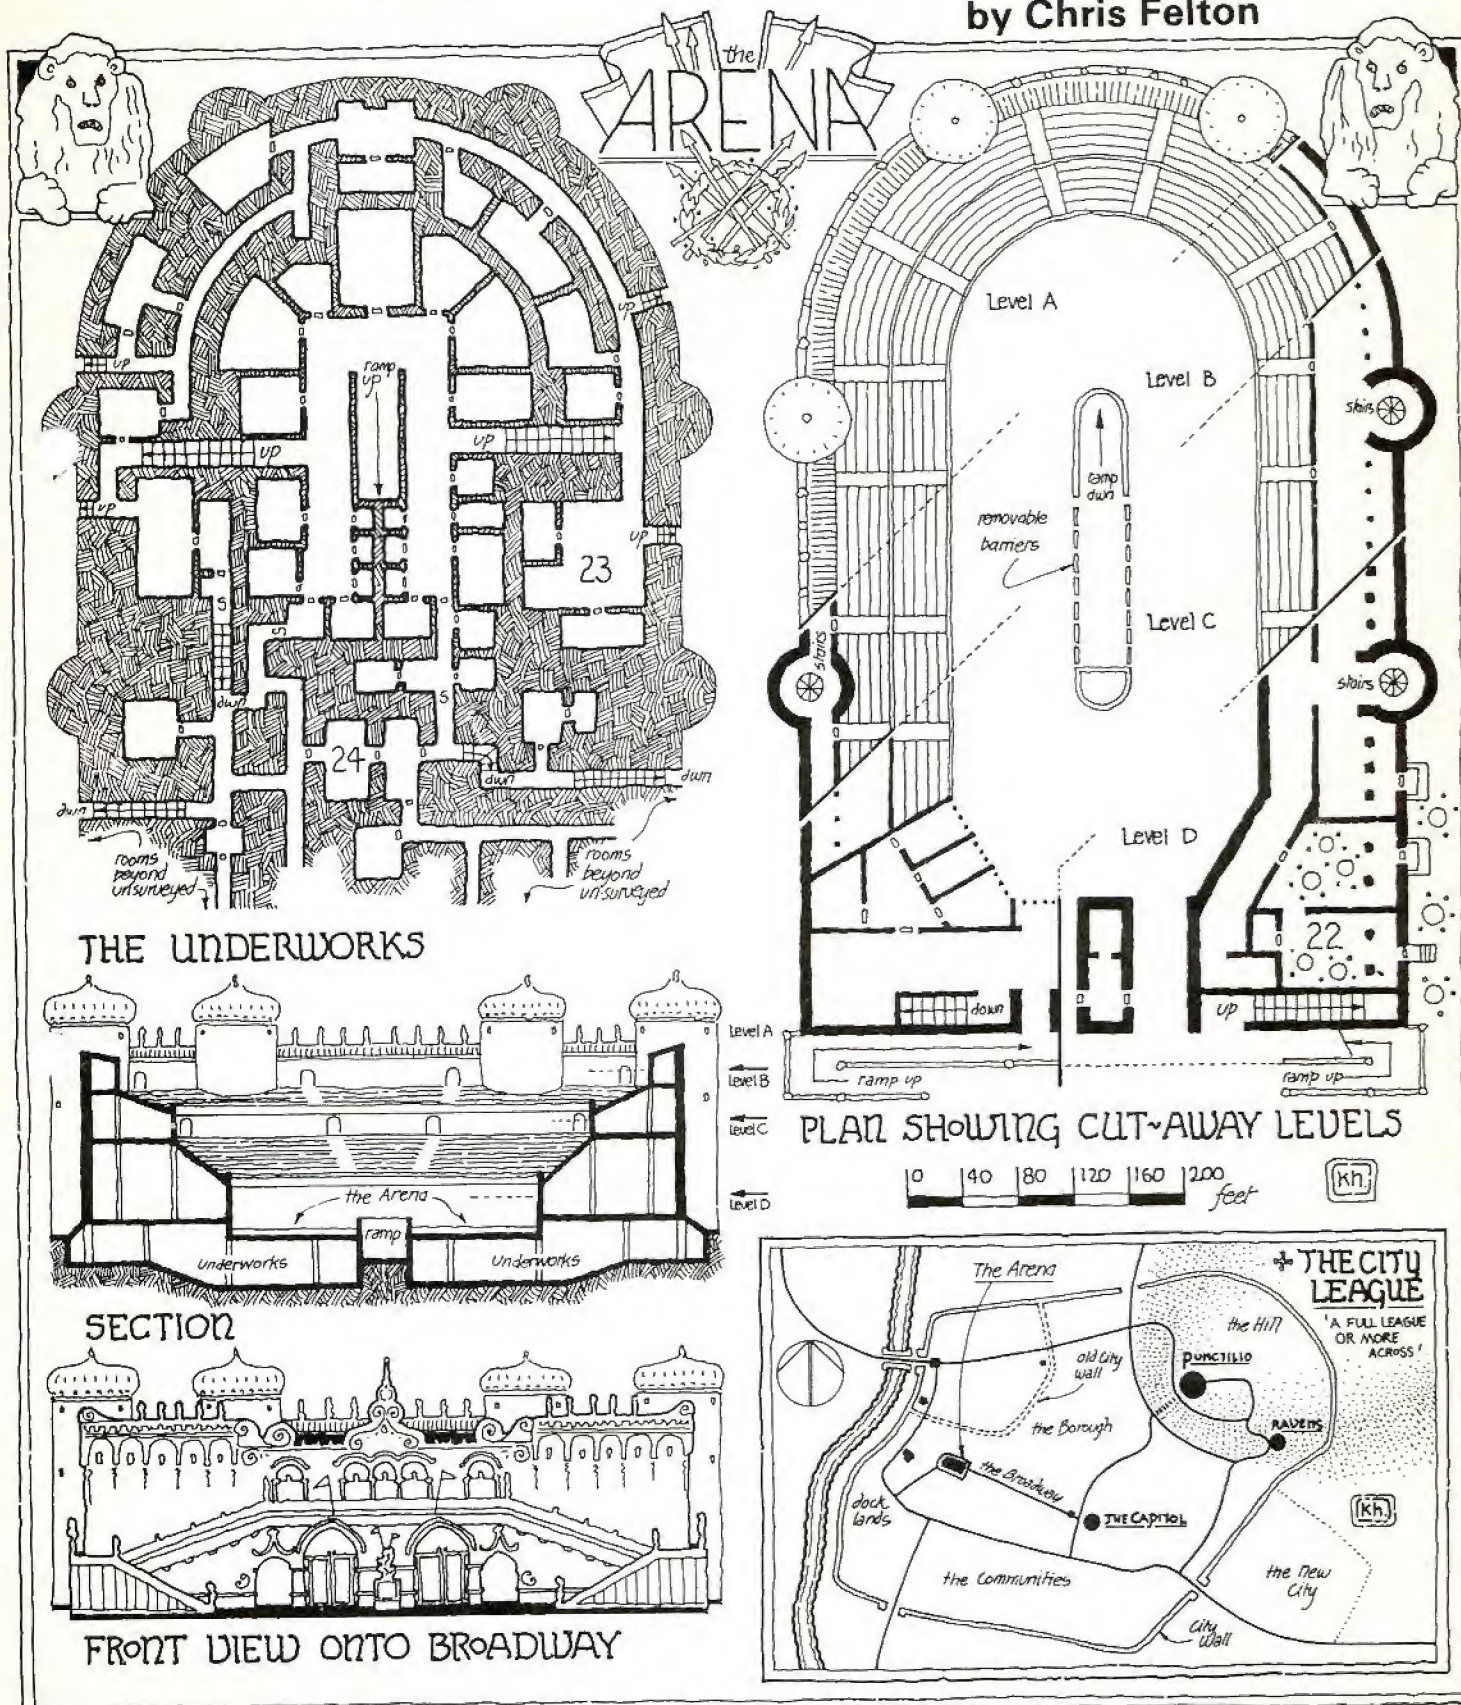 by Chris Felton
the
ARENA
up
up
up
up
up
up
up
ramp
up
S
S
S
dwn
dwn
dwn
dwn
23
24
rooms
beyond
unsurveyed
rooms
beyond
unsurveyed
THE UNDERWORKS
Level A
Level B
Level C
Level D
ramp
dwn
removable
barriers
stairs
stairs
stairs
22
down
up
ramp up
ramp up
PLAN SHOWING CUT~AWAY LEVELS
0 40 80 120 160 200
feet
kh.
Level A
Level B
Level C
Level D
the Arena
ramp
underworks
underworks
SECTION
FRONT VIEW ONTO BROADWAY
THE CITY
LEAGUE
'A FULL LEAGUE
OR MORE
ACROSS'
The Arena
the Hill
PUNCTILIO
old City
wall
the Borough
RAVENS
the Broadway
dock
lands
THE CAPITOL
kh.
the Communities
the New
City
City
Wall